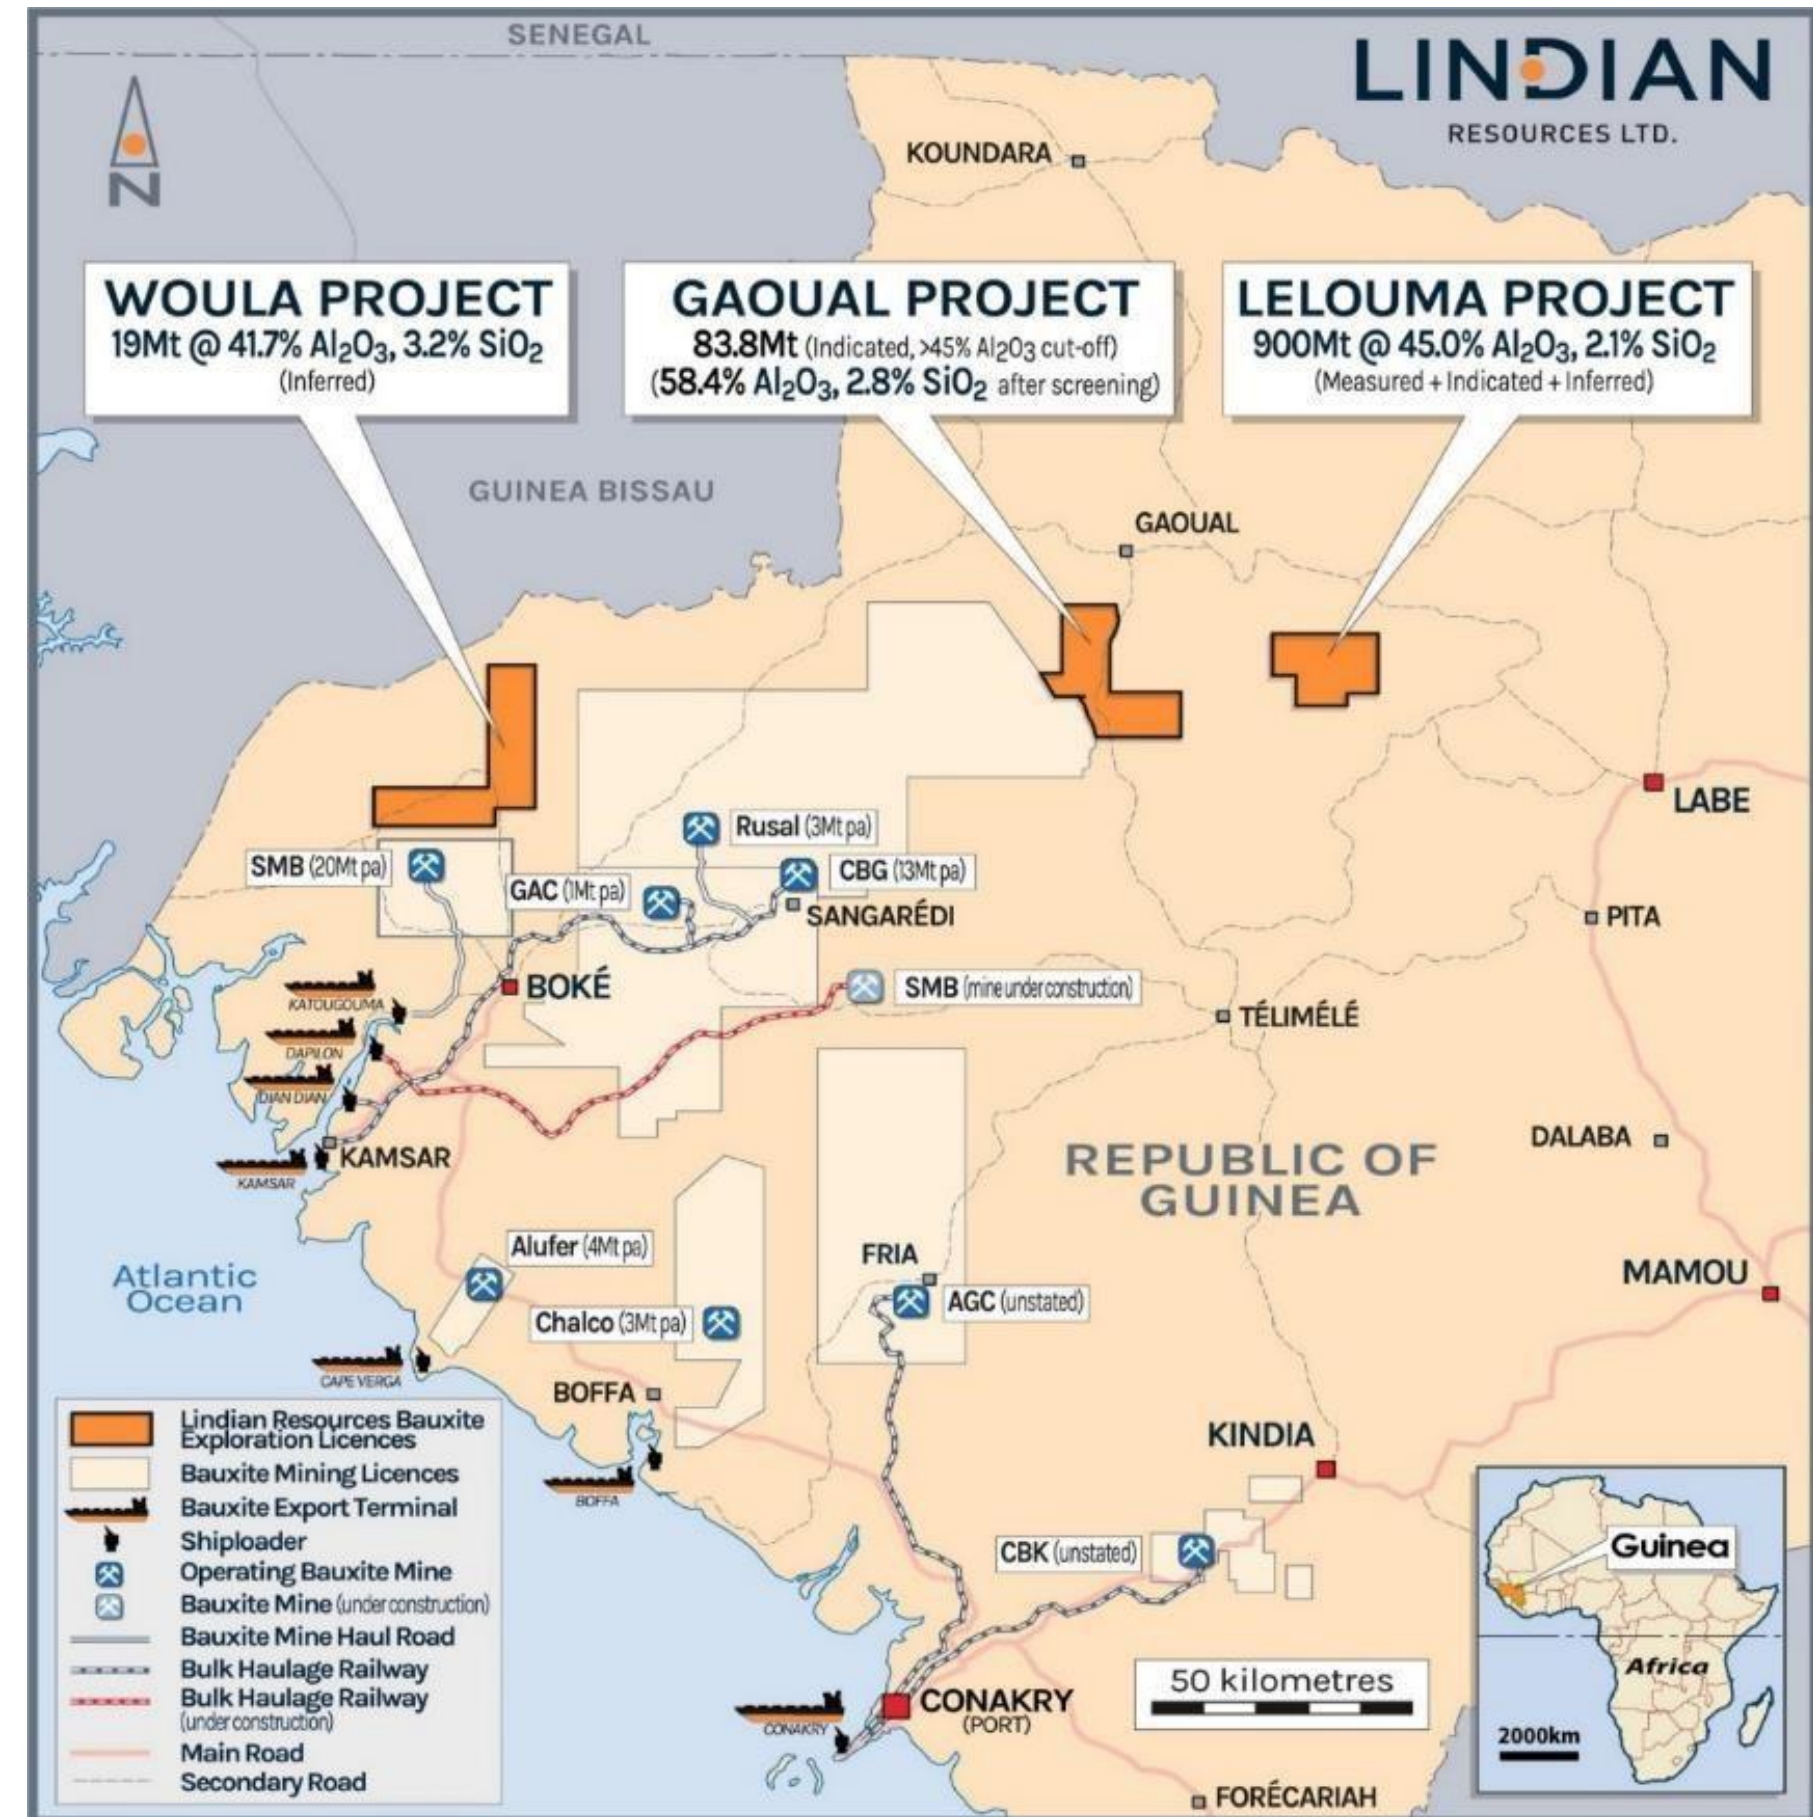 SENEGAL
LINDIAN
RESOURCES LTD.
N
KOUNDARA
WOULA PROJECT
19Mt @ 41.7% Al₂O₃, 3.2% SiO₂
(Inferred)
GAOUAL PROJECT
83.8Mt (Indicated, >45% Al₂O₃ cut-off)
(58.4% Al₂O₃, 2.8% SiO₂ after screening)
LELOUMA PROJECT
900Mt @ 45.0% Al₂O₃, 2.1% SiO₂
(Measured + Indicated + Inferred)
GUINEA BISSAU
GAOUAL
LABE
Rusal (3Mt pa)
SMB (20Mt pa)
GAC (1Mt pa)
CBG (13Mt pa)
SANGARÉDI
PITA
BOKÉ
SMB (mine under construction)
KATOUGOUMA
TÉLIMÉLÉ
DAPILON
DIAN DIAN
KAMSAR
KAMSAR
DALABA
REPUBLIC OF
GUINEA
Alufer (4Mt pa)
FRIA
MAMOU
Atlantic
Ocean
AGC (unstated)
Chalco (3Mt pa)
CAPE VERGA
BOFFA
BOFFA
KINDIA
CBK (unstated)
Lindian Resources Bauxite
Exploration Licences
Bauxite Mining Licences
Bauxite Export Terminal
Shiploader
Operating Bauxite Mine
Bauxite Mine (under construction)
Bauxite Mine Haul Road
Bulk Haulage Railway
Bulk Haulage Railway
(under construction)
Main Road
Secondary Road
CONAKRY
(PORT)
CONAKRY
50 kilometres
Guinea
Africa
2000km
FORÉCARIAH